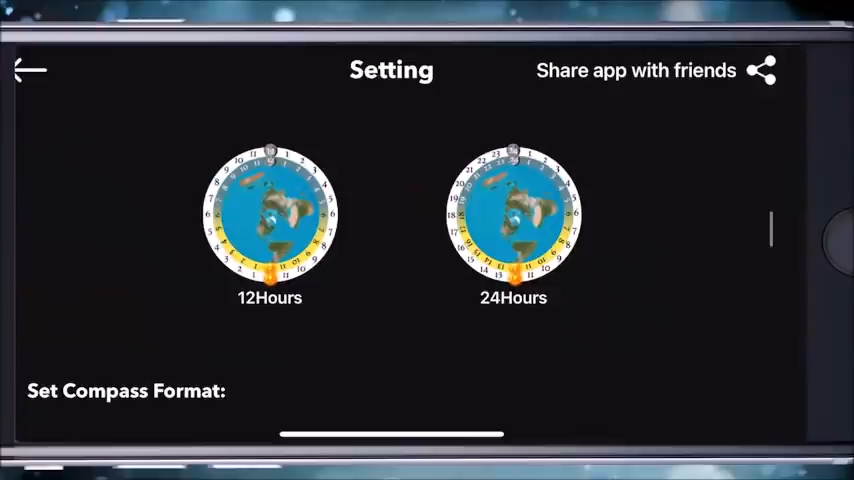 Setting
Share app with friends
12Hours
24Hours
Set Compass Format: